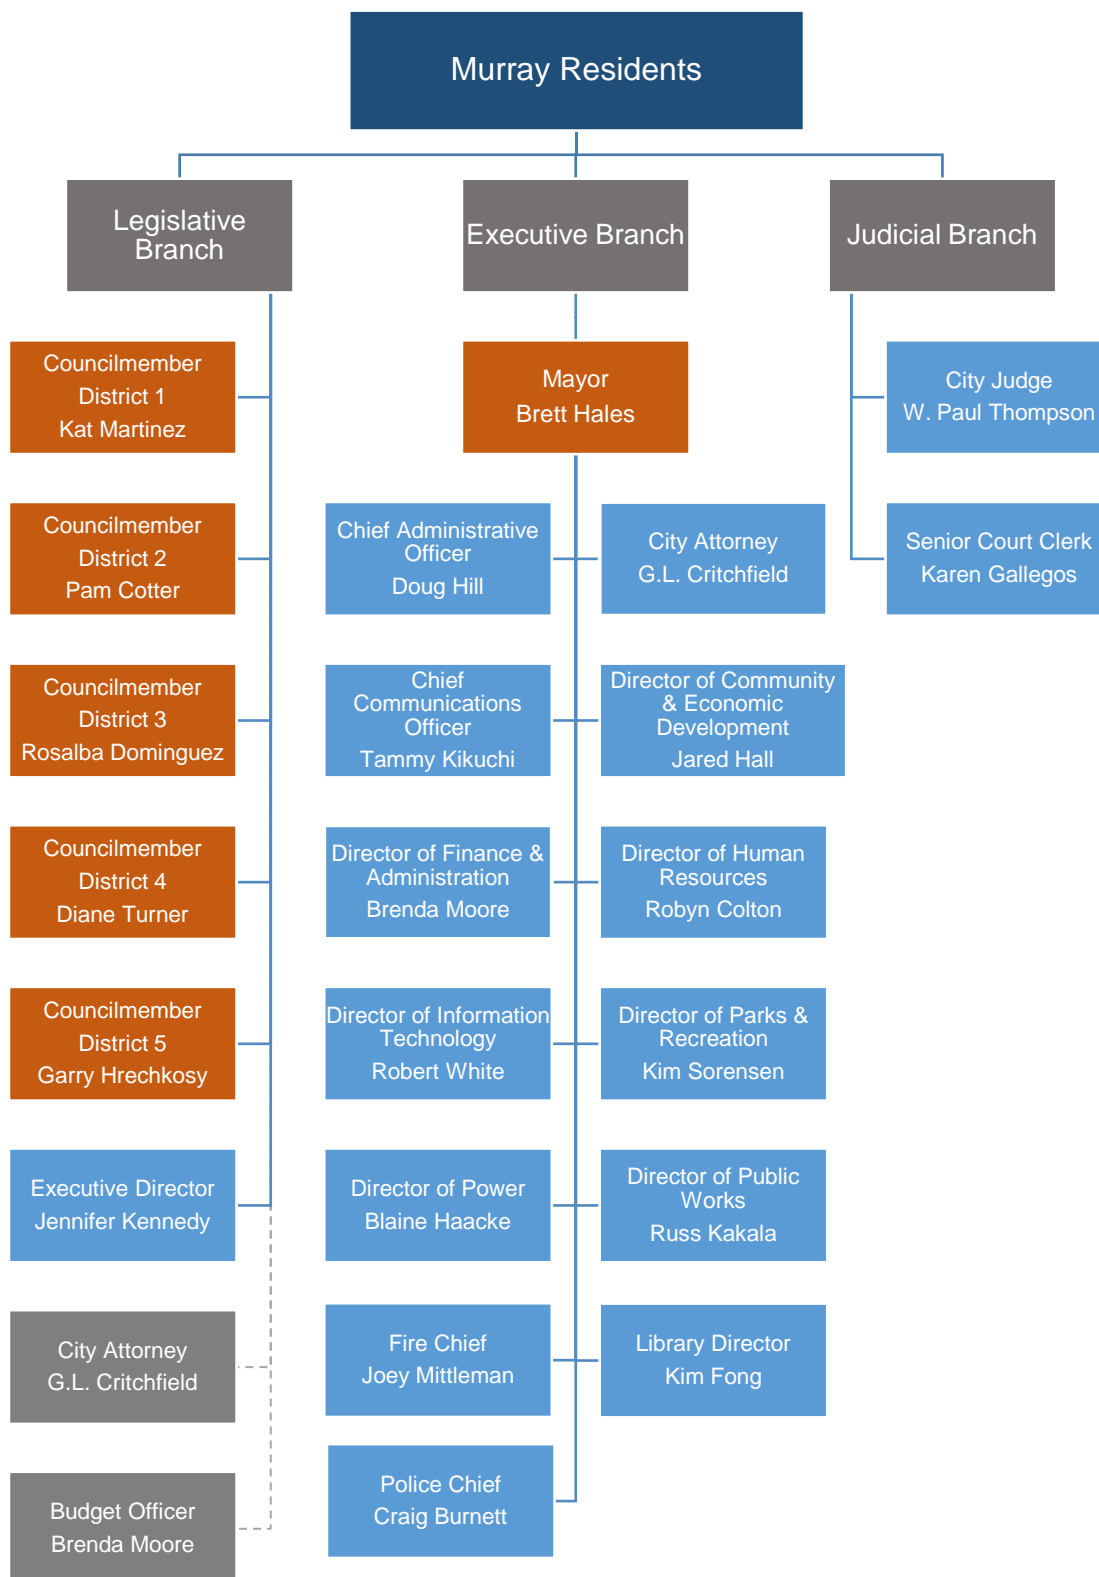 Murray Residents
Legislative
Branch
Executive Branch
Judicial Branch
Councilmember
District 1
Kat Martinez
Councilmember
District 2
Pam Cotter
Councilmember
District 3
Rosalba Dominguez
Councilmember
District 4
Diane Turner
Councilmember
District 5
Garry Hrechkosy
Executive Director
Jennifer Kennedy
City Attorney
G.L. Critchfield
Budget Officer
Brenda Moore
Mayor
Brett Hales
Chief Administrative
Officer
Doug Hill
City Attorney
G.L. Critchfield
Chief
Communications
Officer
Tammy Kikuchi
Director of Community
& Economic
Development
Jared Hall
Director of Finance &
Administration
Brenda Moore
Director of Human
Resources
Robyn Colton
Director of Information
Technology
Robert White
Director of Parks &
Recreation
Kim Sorensen
Director of Power
Blaine Haacke
Director of Public
Works
Russ Kakala
Fire Chief
Joey Mittleman
Library Director
Kim Fong
Police Chief
Craig Burnett
City Judge
W. Paul Thompson
Senior Court Clerk
Karen Gallegos